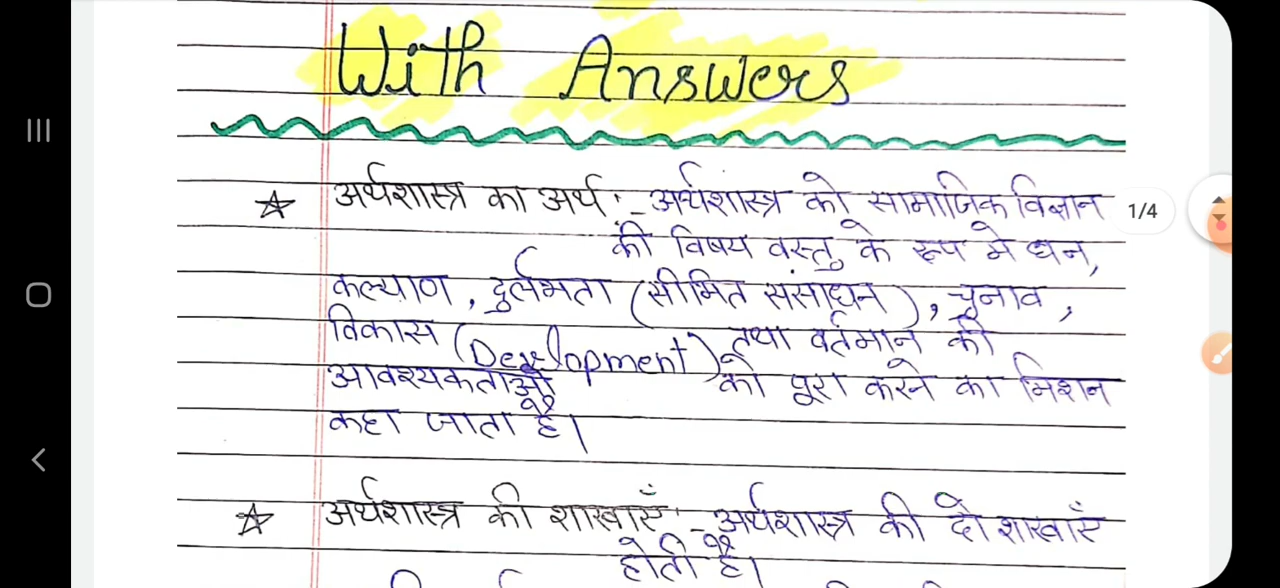 With Answers
अर्थशास्त्र का अर्थ :- अर्थशास्त्र को सामाजिक विज्ञान
की विषय वस्तु के रूप मे धन,
कल्याण, दुर्लभता (सीमित संसाधन), चुनाव,
विकास (Development) तथा वर्तमान की
आवश्यकताओं को पूरा करने का मिशन
कहा जाता है।
1/4
अर्थशास्त्र की शाखाएँ :- अर्थशास्त्र की दो शाखाएँ
होती है।